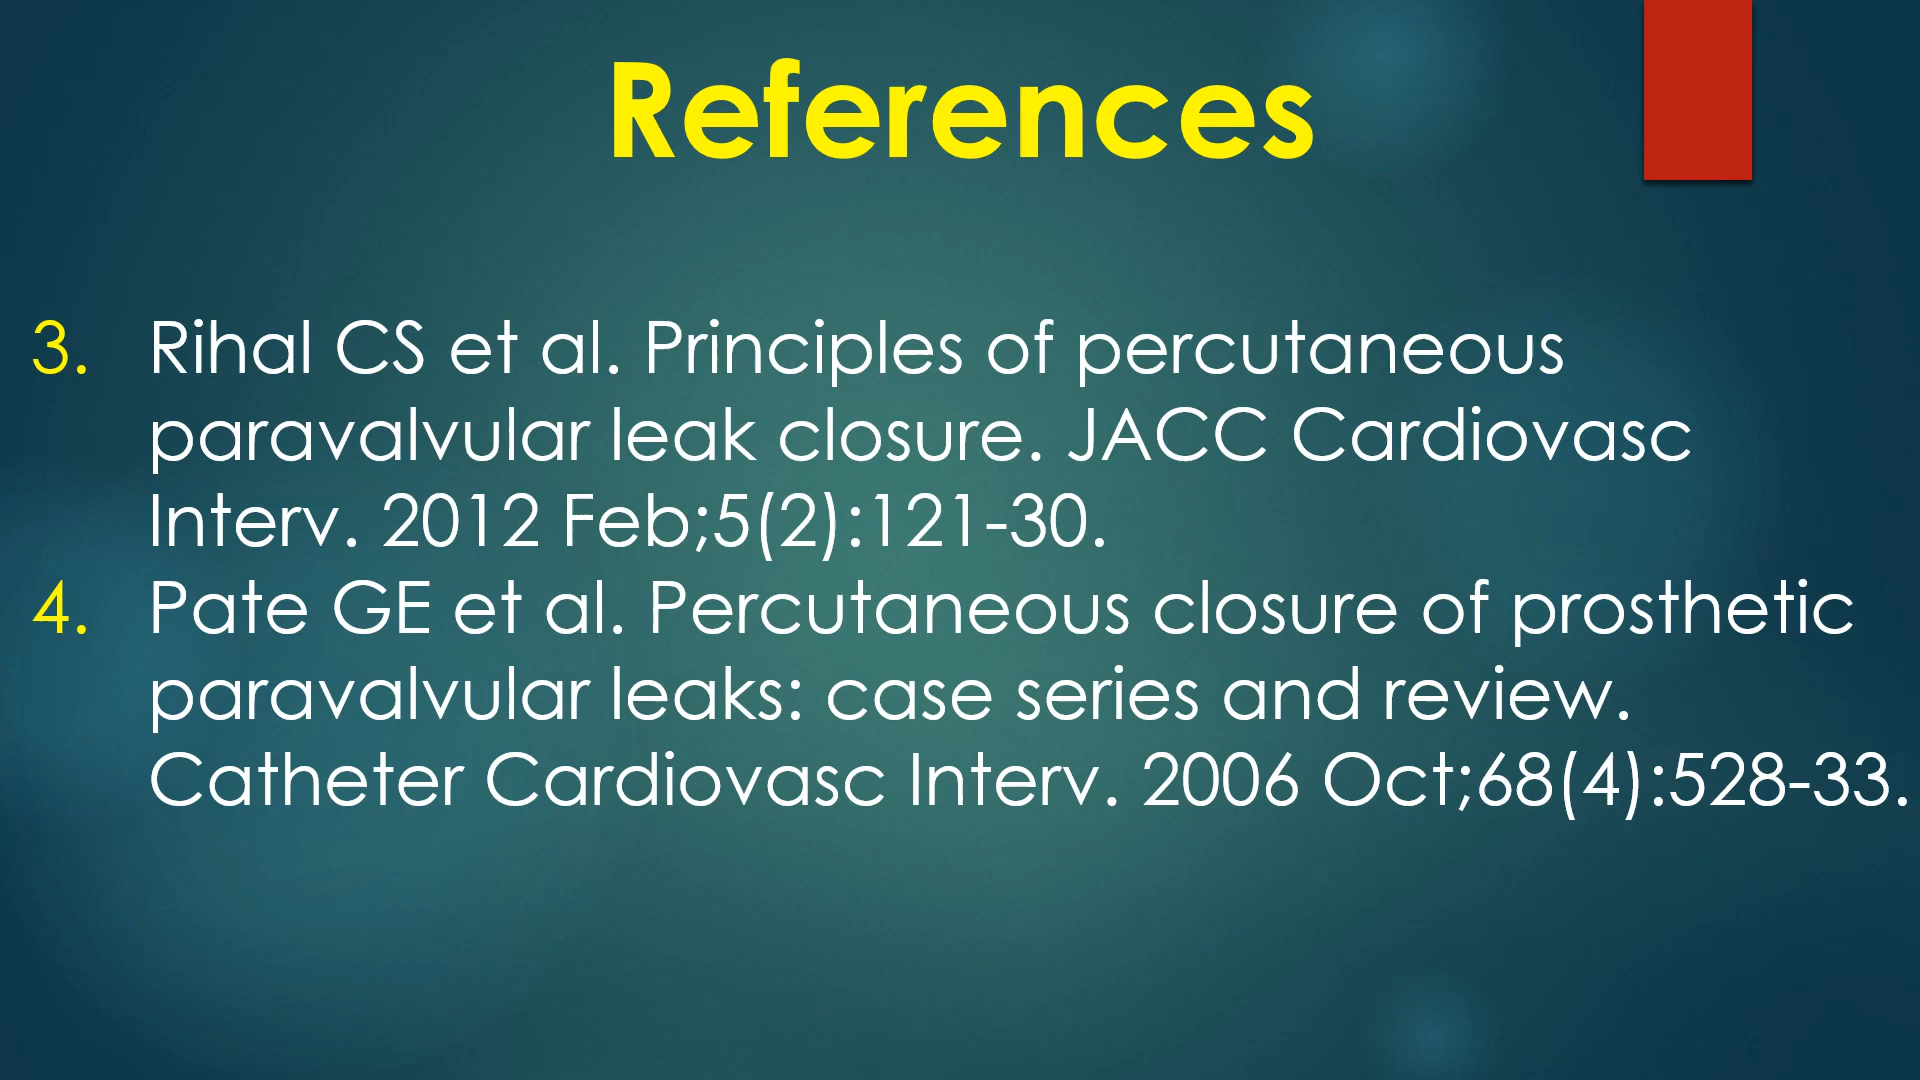 References
3. Rihal CS et al. Principles of percutaneous
paravalvular leak closure. JACC Cardiovasc
Interv. 2012 Feb;5(2):121-30.
4. Pate GE et al. Percutaneous closure of prosthetic
paravalvular leaks: case series and review.
Catheter Cardiovasc Interv. 2006 Oct;68(4):528-33.